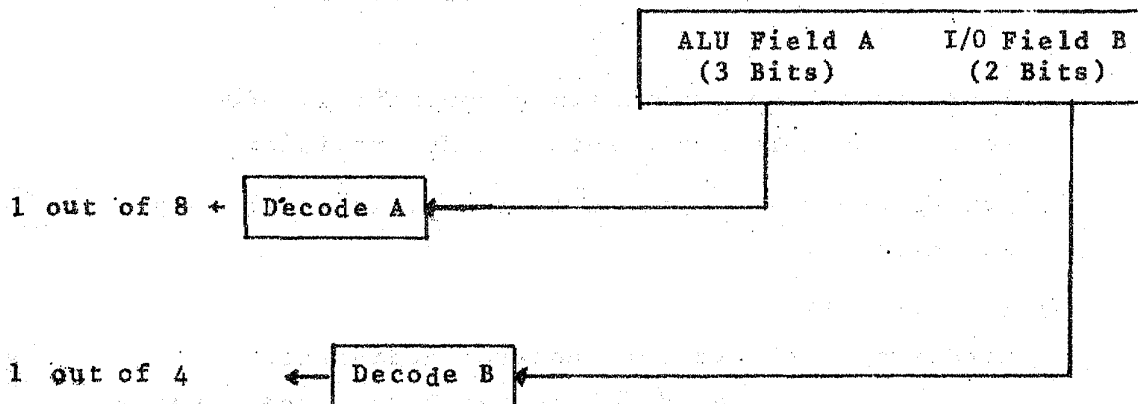 ALU Field A I/O Field B
(3 Bits) (2 Bits)
1 out of 8 ← Decode A
1 out of 4 ← Decode B